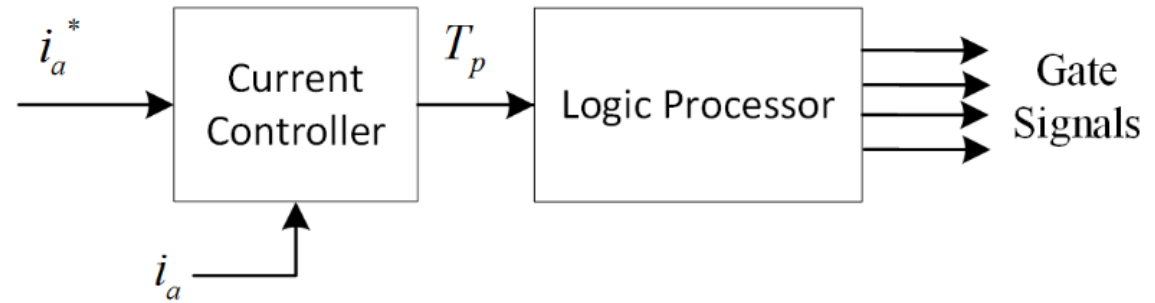 i_a^*
Current
Controller
T_p
Logic Processor
Gate
Signals
i_a